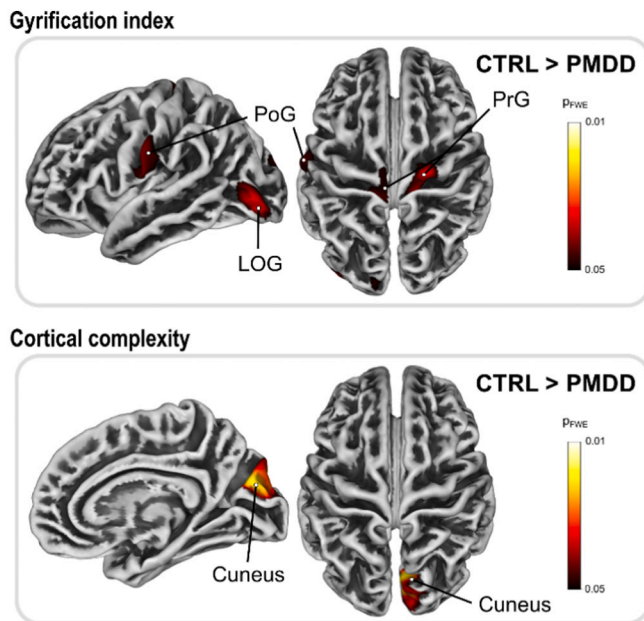 Gyrification index
CTRL > PMDD
PoG
PrG
pFWE
0.01
LOG
0.05
Cortical complexity
CTRL > PMDD
pFWE
0.01
Cuneus
Cuneus
0.05